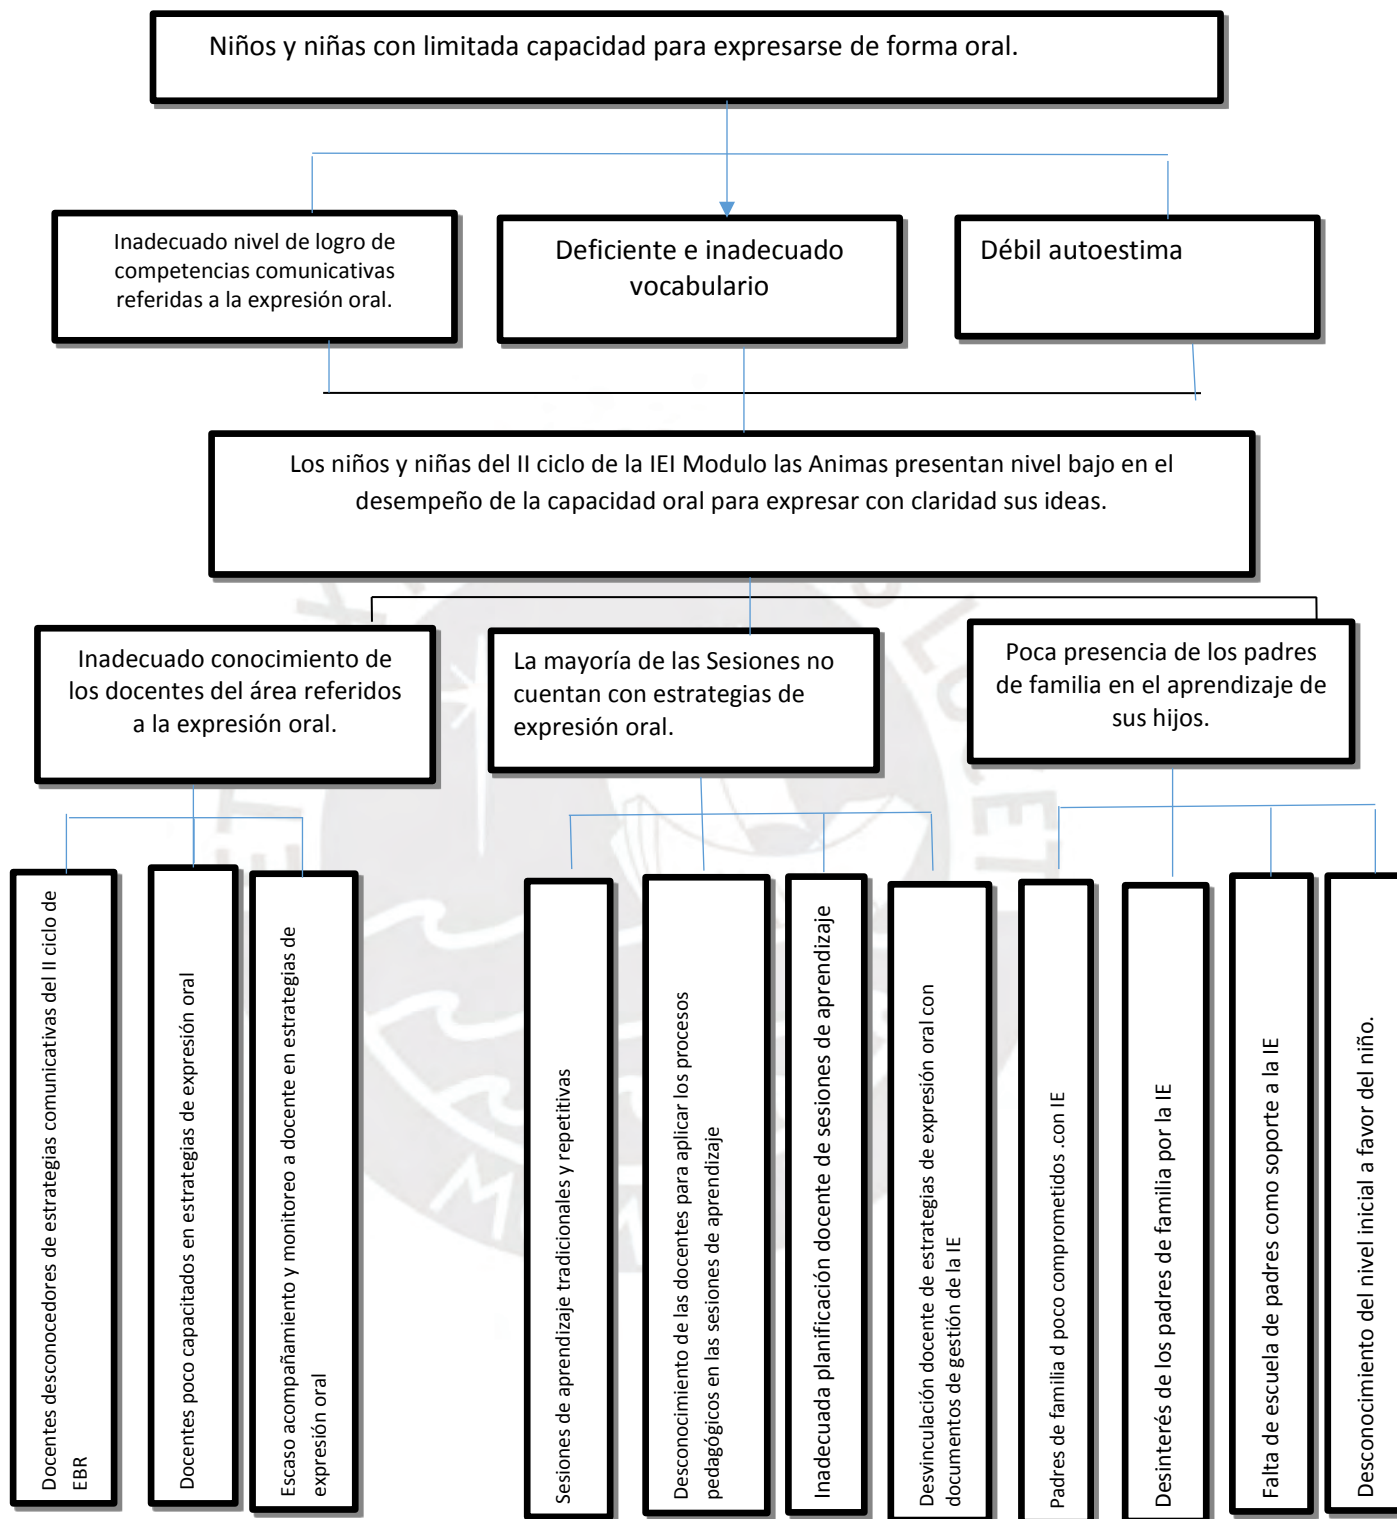 Niños y niñas con limitada capacidad para expresarse de forma oral.
Inadecuado nivel de logro de
competencias comunicativas
referidas a la expresión oral.
Deficiente e inadecuado
vocabulario
Débil autoestima
Los niños y niñas del II ciclo de la IEI Modulo las Animas presentan nivel bajo en el
desempeño de la capacidad oral para expresar con claridad sus ideas.
Inadecuado conocimiento de
los docentes del área referidos
a la expresión oral.
La mayoría de las Sesiones no
cuentan con estrategias de
expresión oral.
Poca presencia de los padres
de familia en el aprendizaje de
sus hijos.
Docentes desconocedores de estrategias comunicativas del II ciclo de
EBR
Docentes poco capacitados en estrategias de expresión oral
Escaso acompañamiento y monitoreo a docente en estrategias de
expresión oral
Sesiones de aprendizaje tradicionales y repetitivas
Desconocimiento de las docentes para aplicar los procesos
pedagógicos en las sesiones de aprendizaje
Inadecuada planificación docente de sesiones de aprendizaje
Desvinculación docente de estrategias de expresión oral con
documentos de gestión de la IE
Padres de familia d poco comprometidos .con IE
Desinterés de los padres de familia por la IE
Falta de escuela de padres como soporte a la IE
Desconocimiento del nivel inicial a favor del niño.